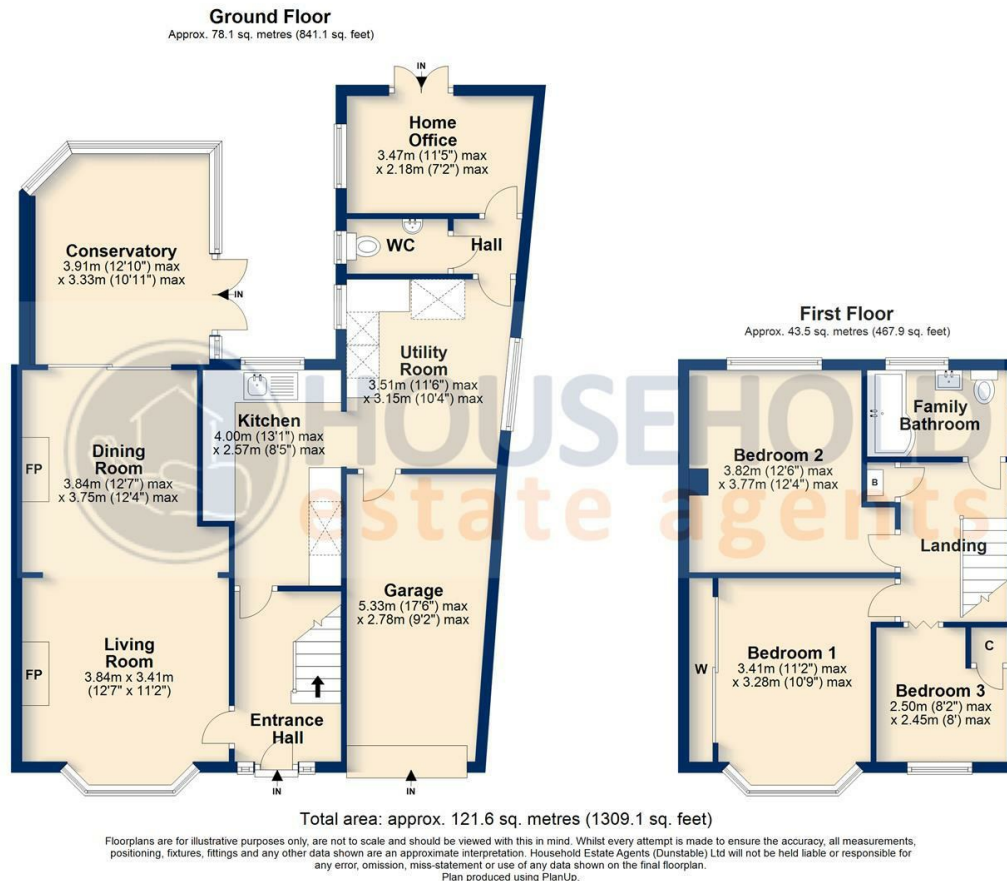 Ground Floor
Approx. 78.1 sq. metres (841.1 sq. feet)
IN
Home
Office
3.47m (11'5") max
x 2.18m (7'2") max
WC
Hall
Conservatory
3.91m (12'10") max
x 3.33m (10'11") max
IN
Utility
Room
3.51m (11'6") max
x 3.15m (10'4") max
Kitchen
4.00m (13'1") max
x 2.57m (8'5") max
FP
Dining
Room
3.84m (12'7") max
x 3.75m (12'4") max
Garage
5.33m (17'6") max
x 2.78m (9'2") max
FP
Living
Room
3.84m x 3.41m
(12'7" x 11'2")
Entrance
Hall
IN
IN
First Floor
Approx. 43.5 sq. metres (467.9 sq. feet)
Family
Bathroom
Bedroom 2
3.82m (12'6") max
x 3.77m (12'4") max
B
Landing
W
Bedroom 1
3.41m (11'2") max
x 3.28m (10'9") max
C
Bedroom 3
2.50m (8'2") max
x 2.45m (8') max
HOUSEHOLD
estate agents
Total area: approx. 121.6 sq. metres (1309.1 sq. feet)
Floorplans are for illustrative purposes only, are not to scale and should be viewed with this in mind. Whilst every attempt is made to ensure the accuracy, all measurements,
positioning, fixtures, fittings and any other data shown are an approximate interpretation. Household Estate Agents (Dunstable) Ltd will not be held liable or responsible for
any error, omission, miss-statement or use of any data shown on the final floorplan.
Plan produced using PlanUp.